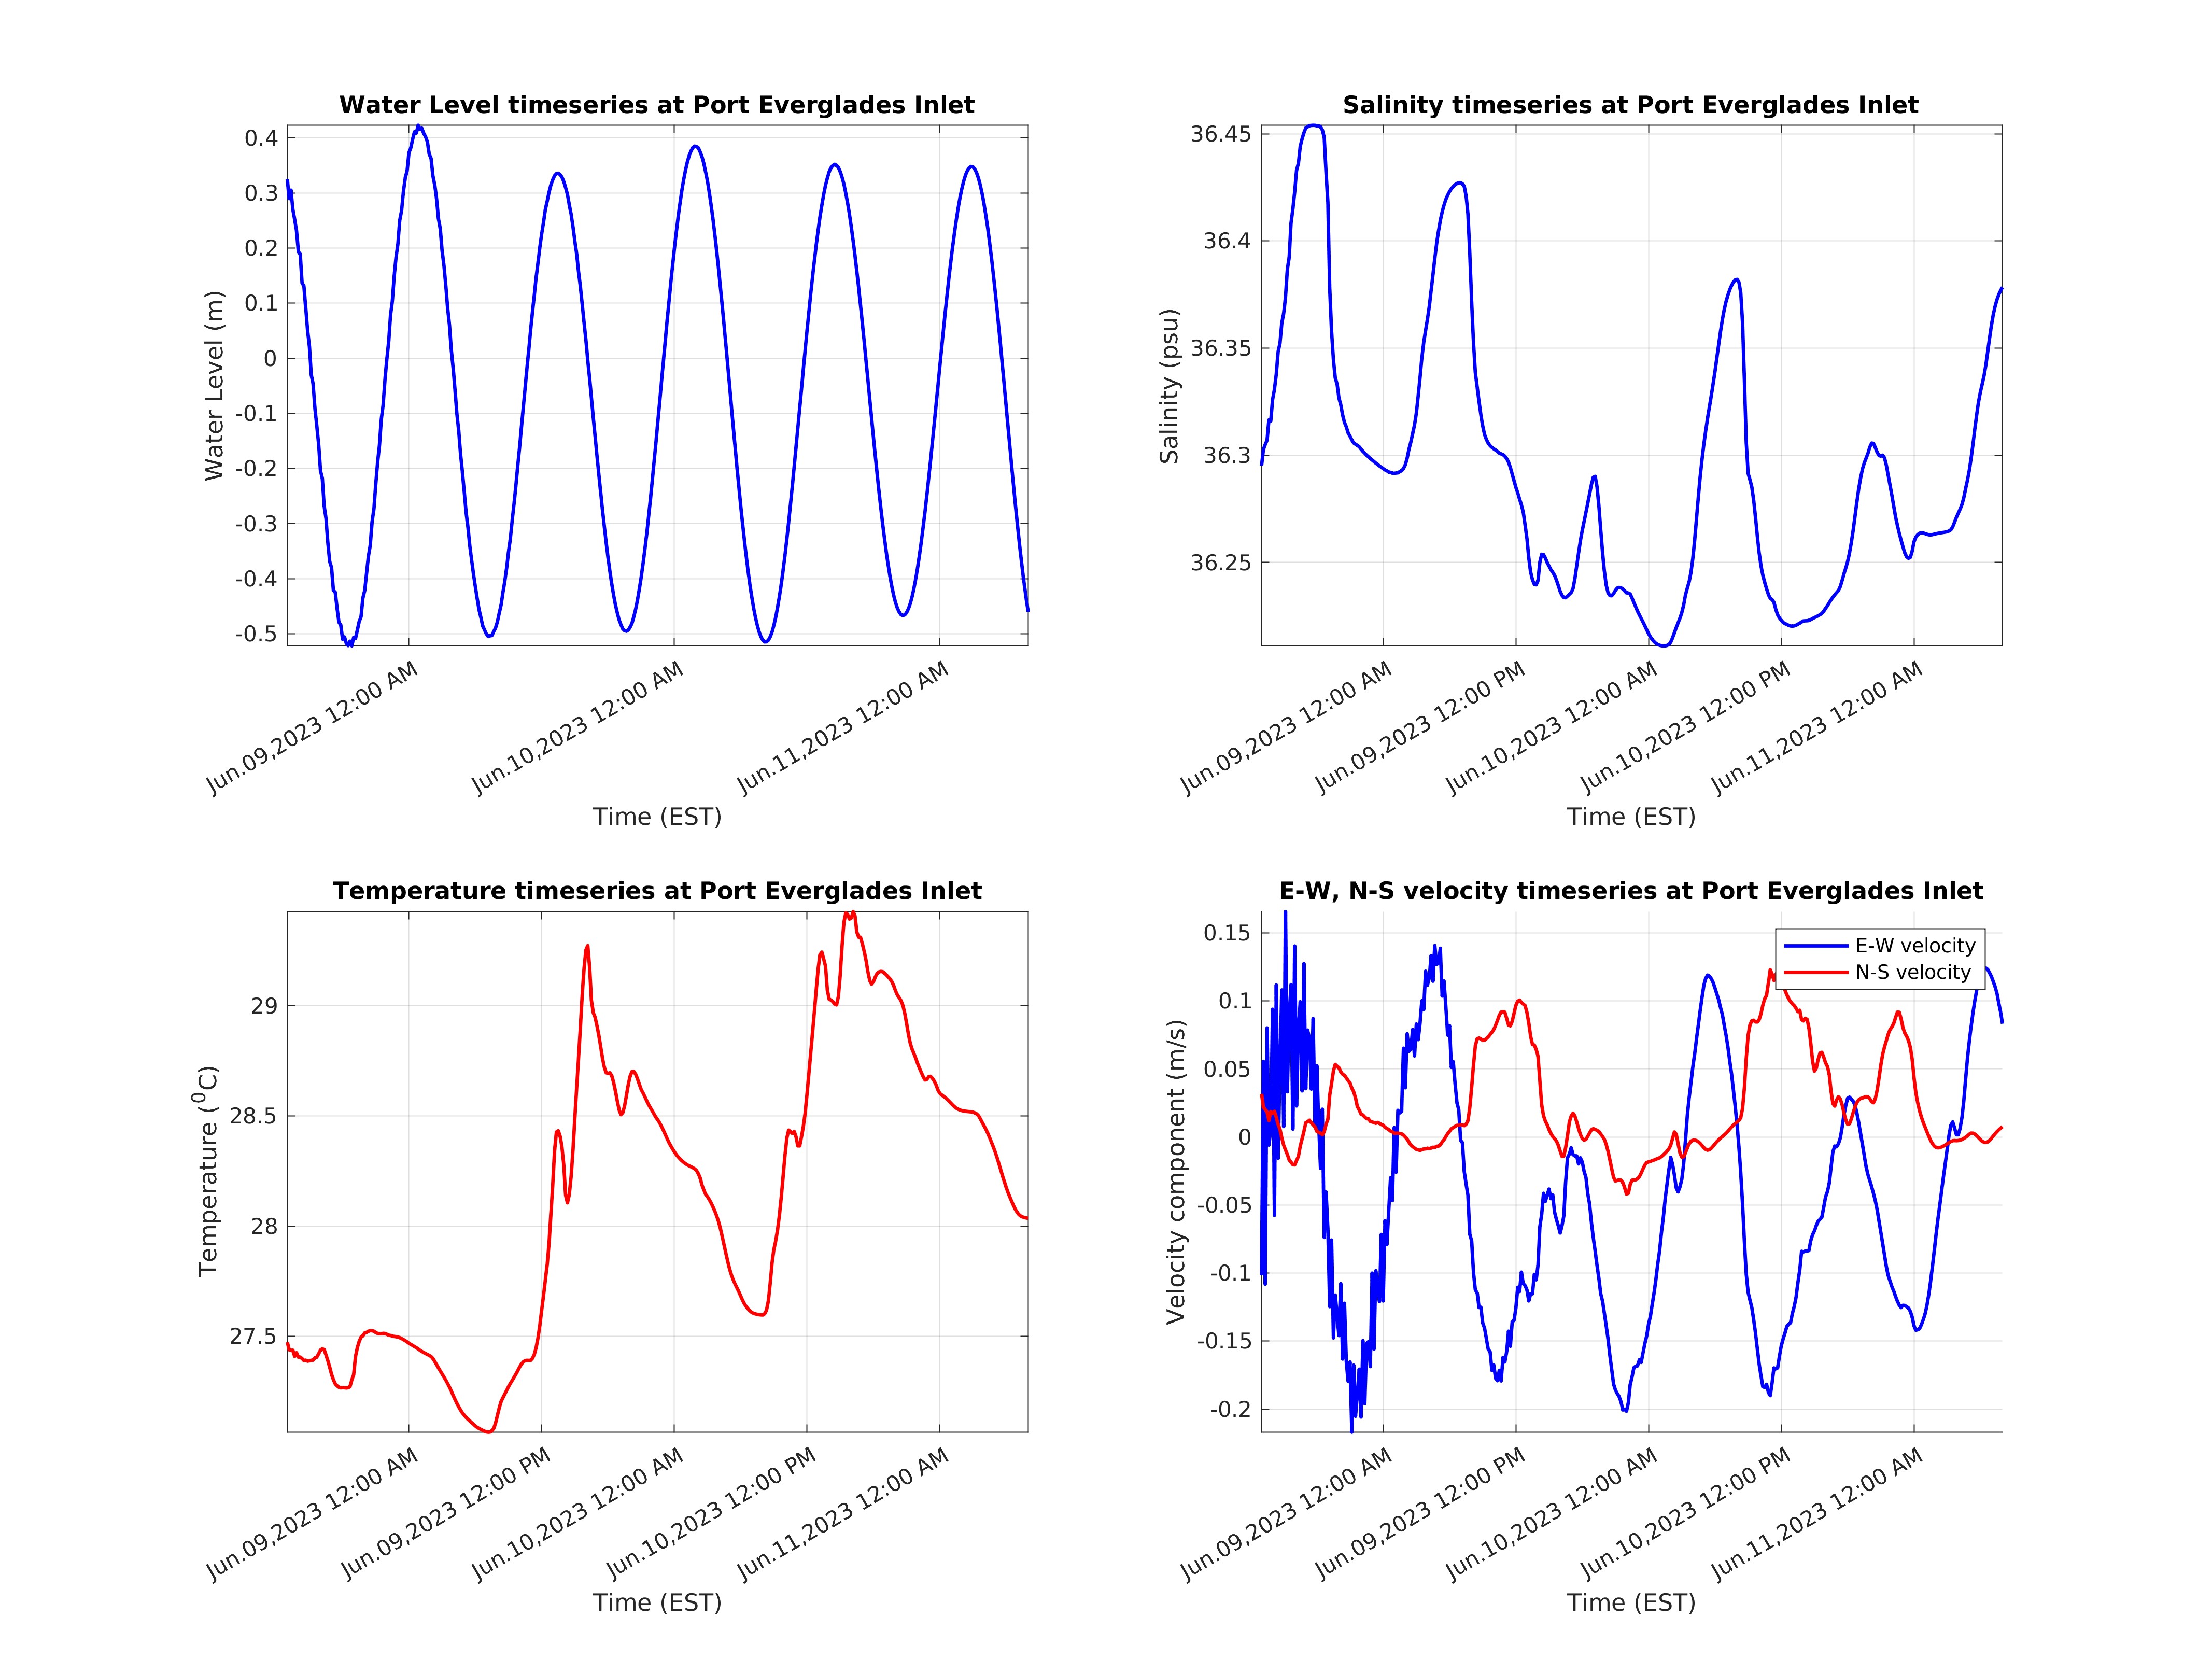 Water Level timeseries at Port Everglades Inlet
0.4
0.3
0.2
0.1
0
-0.1
-0.2
-0.3
-0.4
-0.5
Water Level (m)
Jun.09,2023 12:00 AM
Jun.10,2023 12:00 AM
Jun.11,2023 12:00 AM
Time (EST)
Salinity timeseries at Port Everglades Inlet
36.45
36.4
36.35
36.3
36.25
Salinity (psu)
Jun.09,2023 12:00 AM
Jun.09,2023 12:00 PM
Jun.10,2023 12:00 AM
Jun.10,2023 12:00 PM
Jun.11,2023 12:00 AM
Time (EST)
Temperature timeseries at Port Everglades Inlet
29
28.5
28
27.5
Temperature (⁰C)
Jun.09,2023 12:00 AM
Jun.09,2023 12:00 PM
Jun.10,2023 12:00 AM
Jun.10,2023 12:00 PM
Jun.11,2023 12:00 AM
Time (EST)
E-W, N-S velocity timeseries at Port Everglades Inlet
E-W velocity
N-S velocity
0.15
0.1
0.05
0
-0.05
-0.1
-0.15
-0.2
Velocity component (m/s)
Jun.09,2023 12:00 AM
Jun.09,2023 12:00 PM
Jun.10,2023 12:00 AM
Jun.10,2023 12:00 PM
Jun.11,2023 12:00 AM
Time (EST)